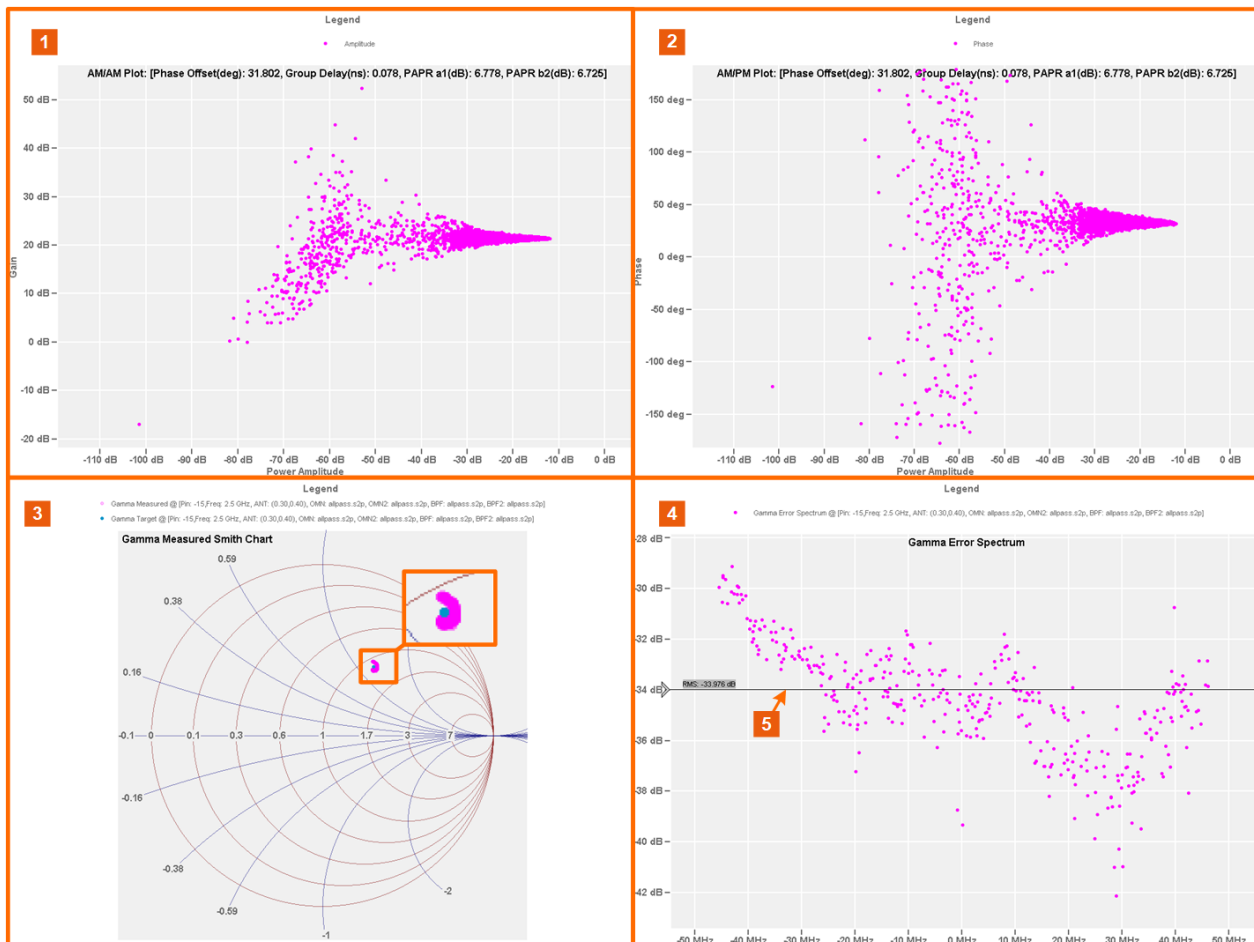 1
Legend
Amplitude
AM/AM Plot: [Phase Offset(deg): 31.802, Group Delay(ns): 0.078, PAPR a1(dB): 6.778, PAPR b2(dB): 6.725]
50 dB
40 dB
30 dB
20 dB
10 dB
0 dB
-10 dB
-20 dB
Gain
-110 dB -100 dB -90 dB -80 dB -70 dB -60 dB -50 dB -40 dB -30 dB -20 dB -10 dB 0 dB
Power Amplitude
2
Legend
Phase
AM/PM Plot: [Phase Offset(deg): 31.802, Group Delay(ns): 0.078, PAPR a1(dB): 6.778, PAPR b2(dB): 6.725]
150 deg
100 deg
50 deg
0 deg
-50 deg
-100 deg
-150 deg
Phase
-110 dB -100 dB -90 dB -80 dB -70 dB -60 dB -50 dB -40 dB -30 dB -20 dB -10 dB 0 dB
Power Amplitude
3
Legend
Gamma Measured @ [Pin: -15,Freq: 2.5 GHz, ANT: (0.30,0.40), OMN: allpass.s2p, OMN2: allpass.s2p, BPF: allpass.s2p, BPF2: allpass.s2p]
Gamma Target @ [Pin: -15,Freq: 2.5 GHz, ANT: (0.30,0.40), OMN: allpass.s2p, OMN2: allpass.s2p, BPF: allpass.s2p, BPF2: allpass.s2p]
Gamma Measured Smith Chart
0.59
0.38
0.16
-0.1 0 0.1 0.3 0.6 1 1.7 3 7
-0.16
-0.38
-0.59
-1
-2
4
Legend
Gamma Error Spectrum @ [Pin: -15,Freq: 2.5 GHz, ANT: (0.30,0.40), OMN: allpass.s2p, OMN2: allpass.s2p, BPF: allpass.s2p, BPF2: allpass.s2p]
Gamma Error Spectrum
-28 dB
-30 dB
-32 dB
RMS: -33.976 dB
-34 dB
5
-36 dB
-38 dB
-40 dB
-42 dB
-50 MHz -40 MHz -30 MHz -20 MHz -10 MHz 0 MHz 10 MHz 20 MHz 30 MHz 40 MHz 50 MHz